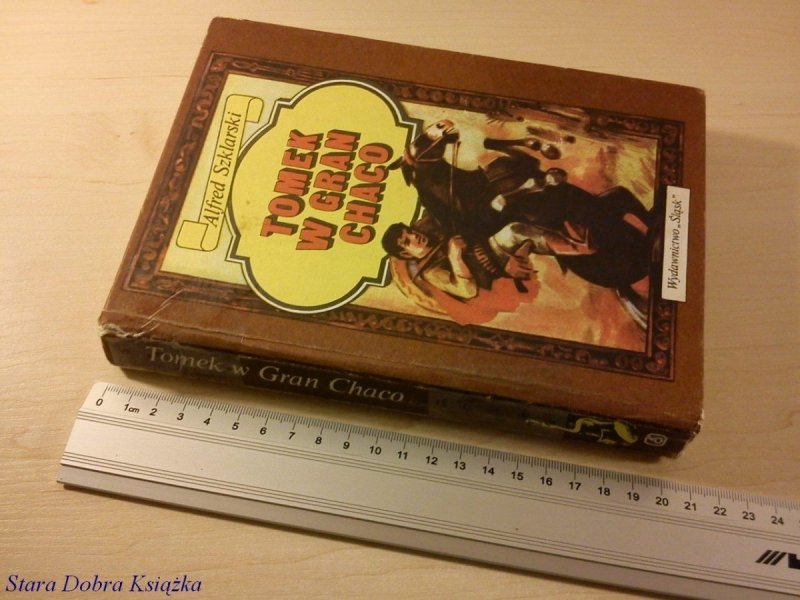 Alfred Szklarski
TOMEK
W GRAN
CHACO
Wydawnictwo „Śląsk”
Tomek w Gran Chaco
0 1cm 2 3 4 5 6 7 8 9 10 11 12 13 14 15 16 17 18 19 20 21 22 23 24
Stara Dobra Książka